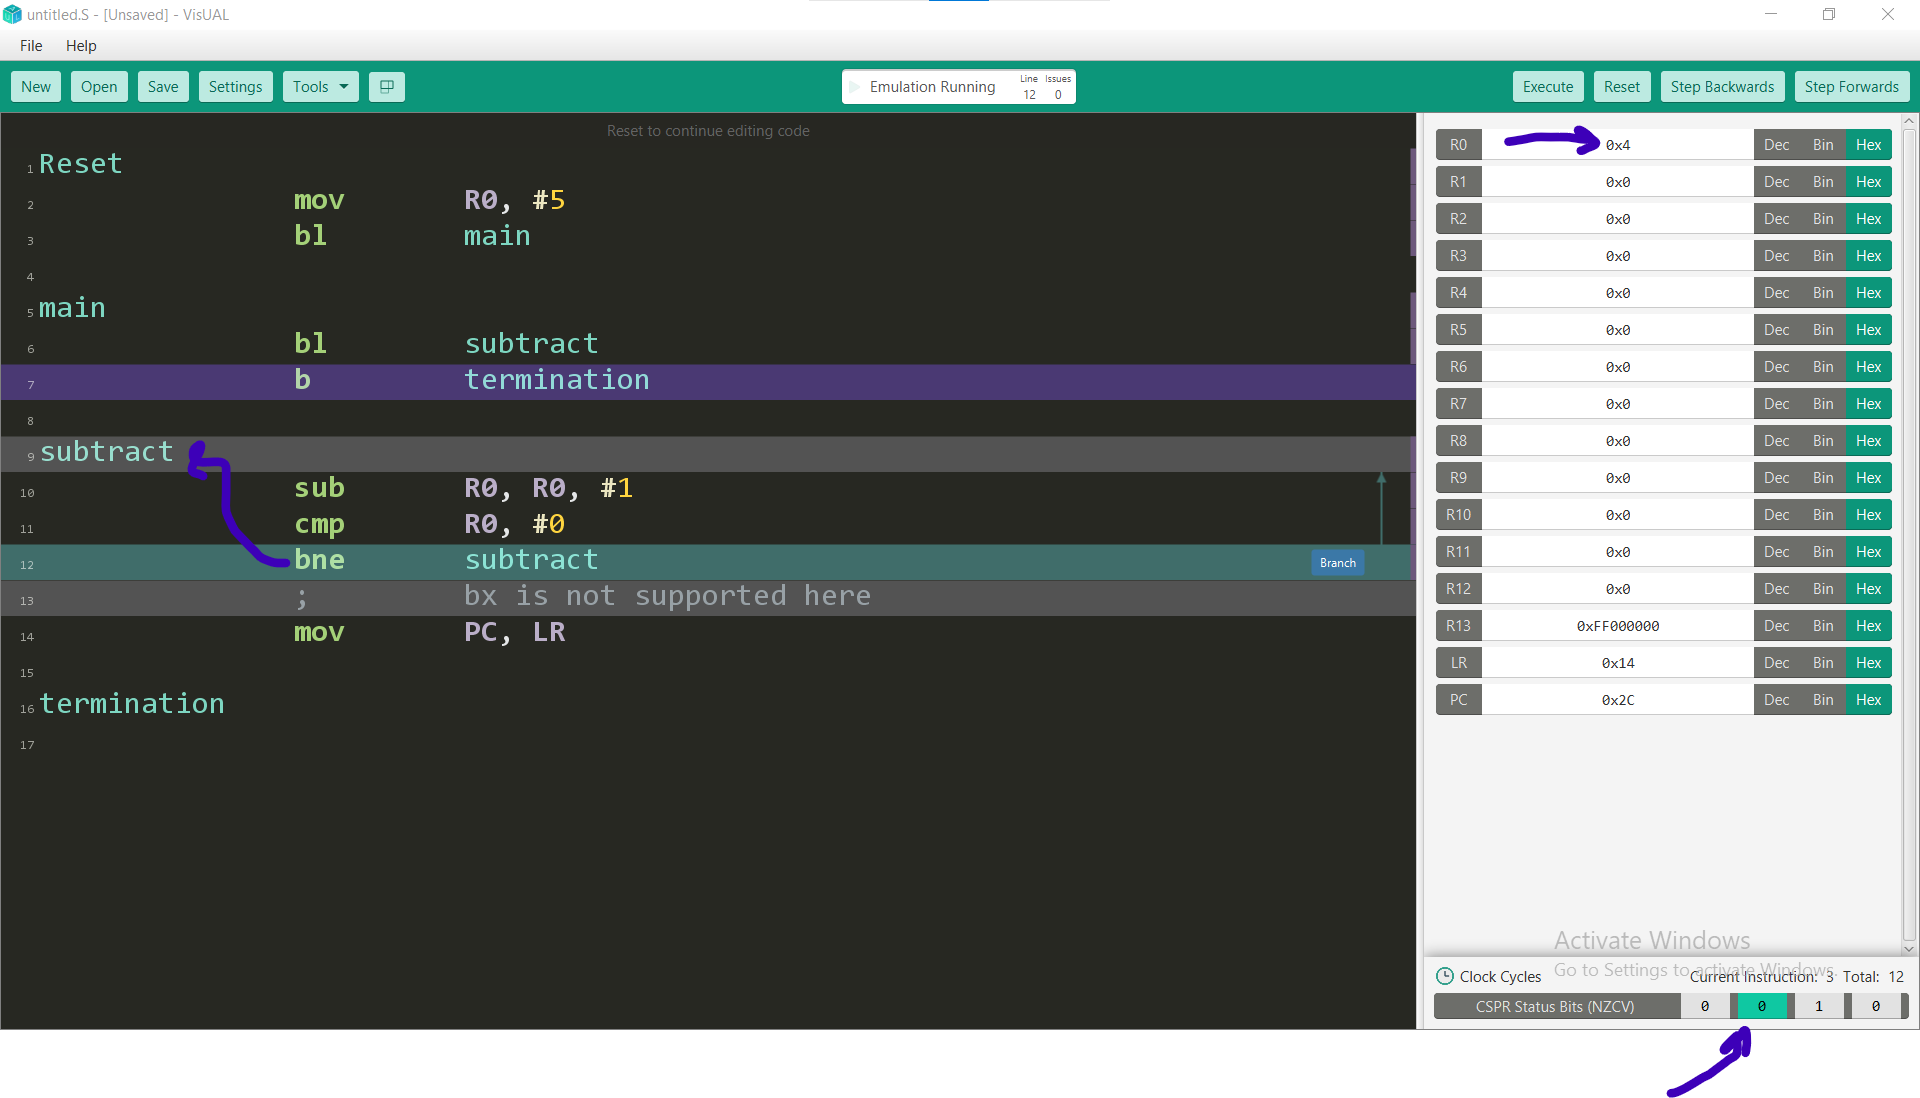 untitled.S - [Unsaved] - VisUAL
File Help
New Open Save Settings Tools Emulation Running Line 12 Issues 0 Execute Reset Step Backwards Step Forwards
Reset to continue editing code
1 Reset
2 mov R0, #5
3 bl main
4
5 main
6 bl subtract
7 b termination
8
9 subtract
10 sub R0, R0, #1
11 cmp R0, #0
12 bne subtract Branch
13 ; bx is not supported here
14 mov PC, LR
15
16 termination
17
R0 0x4 Dec Bin Hex
R1 0x0 Dec Bin Hex
R2 0x0 Dec Bin Hex
R3 0x0 Dec Bin Hex
R4 0x0 Dec Bin Hex
R5 0x0 Dec Bin Hex
R6 0x0 Dec Bin Hex
R7 0x0 Dec Bin Hex
R8 0x0 Dec Bin Hex
R9 0x0 Dec Bin Hex
R10 0x0 Dec Bin Hex
R11 0x0 Dec Bin Hex
R12 0x0 Dec Bin Hex
R13 0xFF000000 Dec Bin Hex
LR 0x14 Dec Bin Hex
PC 0x2C Dec Bin Hex
Activate Windows
Go to Settings to activate Windows.
Clock Cycles Current Instruction: 3 Total: 12
CSPR Status Bits (NZCV) 0 0 1 0